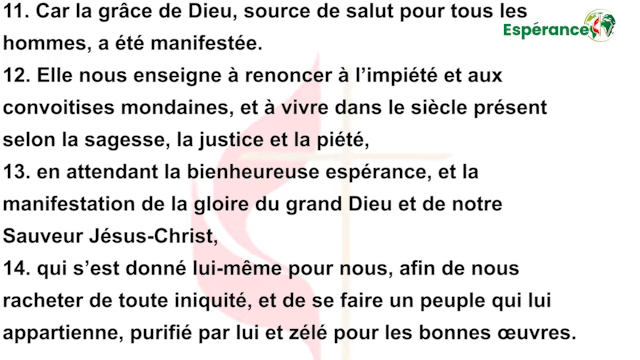 11. Car la grâce de Dieu, source de salut pour tous les
hommes, a été manifestée.
Espérance
12. Elle nous enseigne à renoncer à l’impiété et aux
convoitises mondaines, et à vivre dans le siècle présent
selon la sagesse, la justice et la piété,
13. en attendant la bienheureuse espérance, et la
manifestation de la gloire du grand Dieu et de notre
Sauveur Jésus-Christ,
14. qui s’est donné lui-même pour nous, afin de nous
racheter de toute iniquité, et de se faire un peuple qui lui
appartienne, purifié par lui et zélé pour les bonnes œuvres.